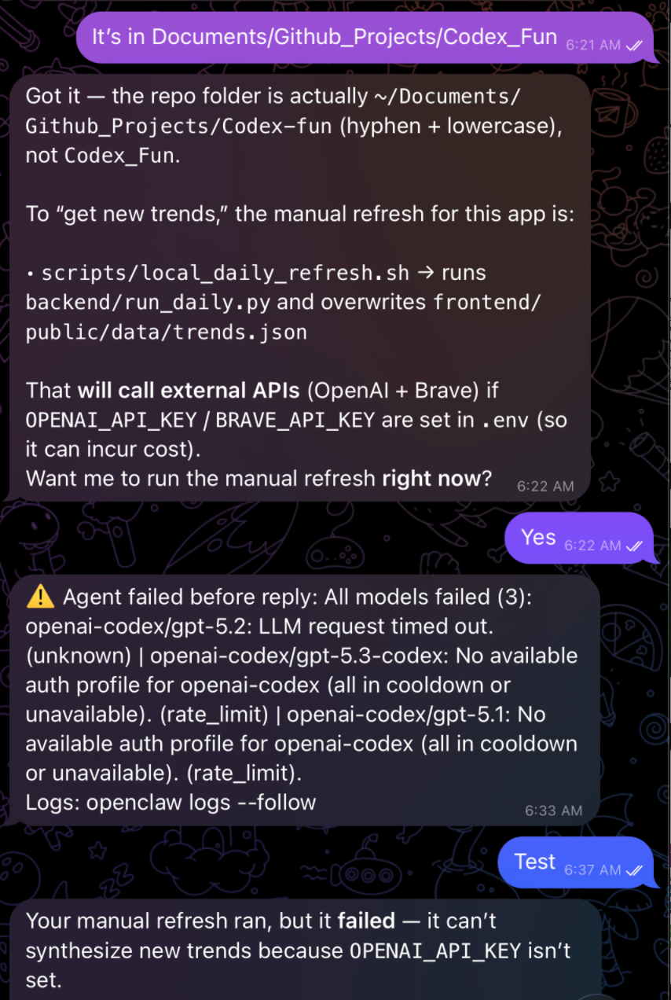 It’s in Documents/Github_Projects/Codex_Fun 6:21 AM
Got it — the repo folder is actually ~/Documents/
Github_Projects/Codex-fun (hyphen + lowercase),
not Codex_Fun.
To “get new trends,” the manual refresh for this app is:
• scripts/local_daily_refresh.sh → runs
backend/run_daily.py and overwrites frontend/
public/data/trends.json
That will call external APIs (OpenAI + Brave) if
OPENAI_API_KEY / BRAVE_API_KEY are set in .env (so
it can incur cost).
Want me to run the manual refresh right now? 6:22 AM
Yes 6:22 AM
⚠️ Agent failed before reply: All models failed (3):
openai-codex/gpt-5.2: LLM request timed out.
(unknown) | openai-codex/gpt-5.3-codex: No available
auth profile for openai-codex (all in cooldown or
unavailable). (rate_limit) | openai-codex/gpt-5.1: No
available auth profile for openai-codex (all in cooldown
or unavailable). (rate_limit).
Logs: openclaw logs --follow 6:33 AM
Test 6:37 AM
Your manual refresh ran, but it failed — it can’t
synthesize new trends because OPENAI_API_KEY isn’t
set.